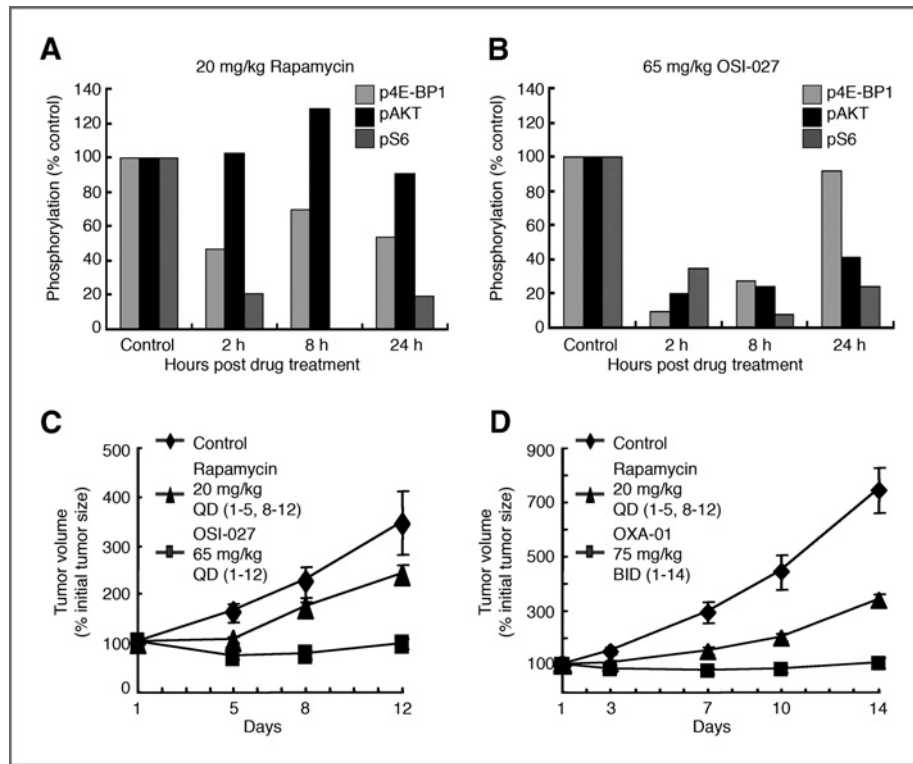 A
20 mg/kg Rapamycin
Phosphorylation (% control)
140
120
100
80
60
40
20
0
p4E-BP1
pAKT
pS6
Control 2 h 8 h 24 h
Hours post drug treatment
B
65 mg/kg OSI-027
Phosphorylation (% control)
140
120
100
80
60
40
20
0
p4E-BP1
pAKT
pS6
Control 2 h 8 h 24 h
Hours post drug treatment
C
Tumor volume
(% initial tumor size)
500
400
300
200
100
0
Control
Rapamycin
20 mg/kg
QD (1-5, 8-12)
OSI-027
65 mg/kg
QD (1-12)
1 5 8 12
Days
D
Tumor volume
(% initial tumor size)
900
700
500
300
100
Control
Rapamycin
20 mg/kg
QD (1-5, 8-12)
OXA-01
75 mg/kg
BID (1-14)
1 3 7 10 14
Days